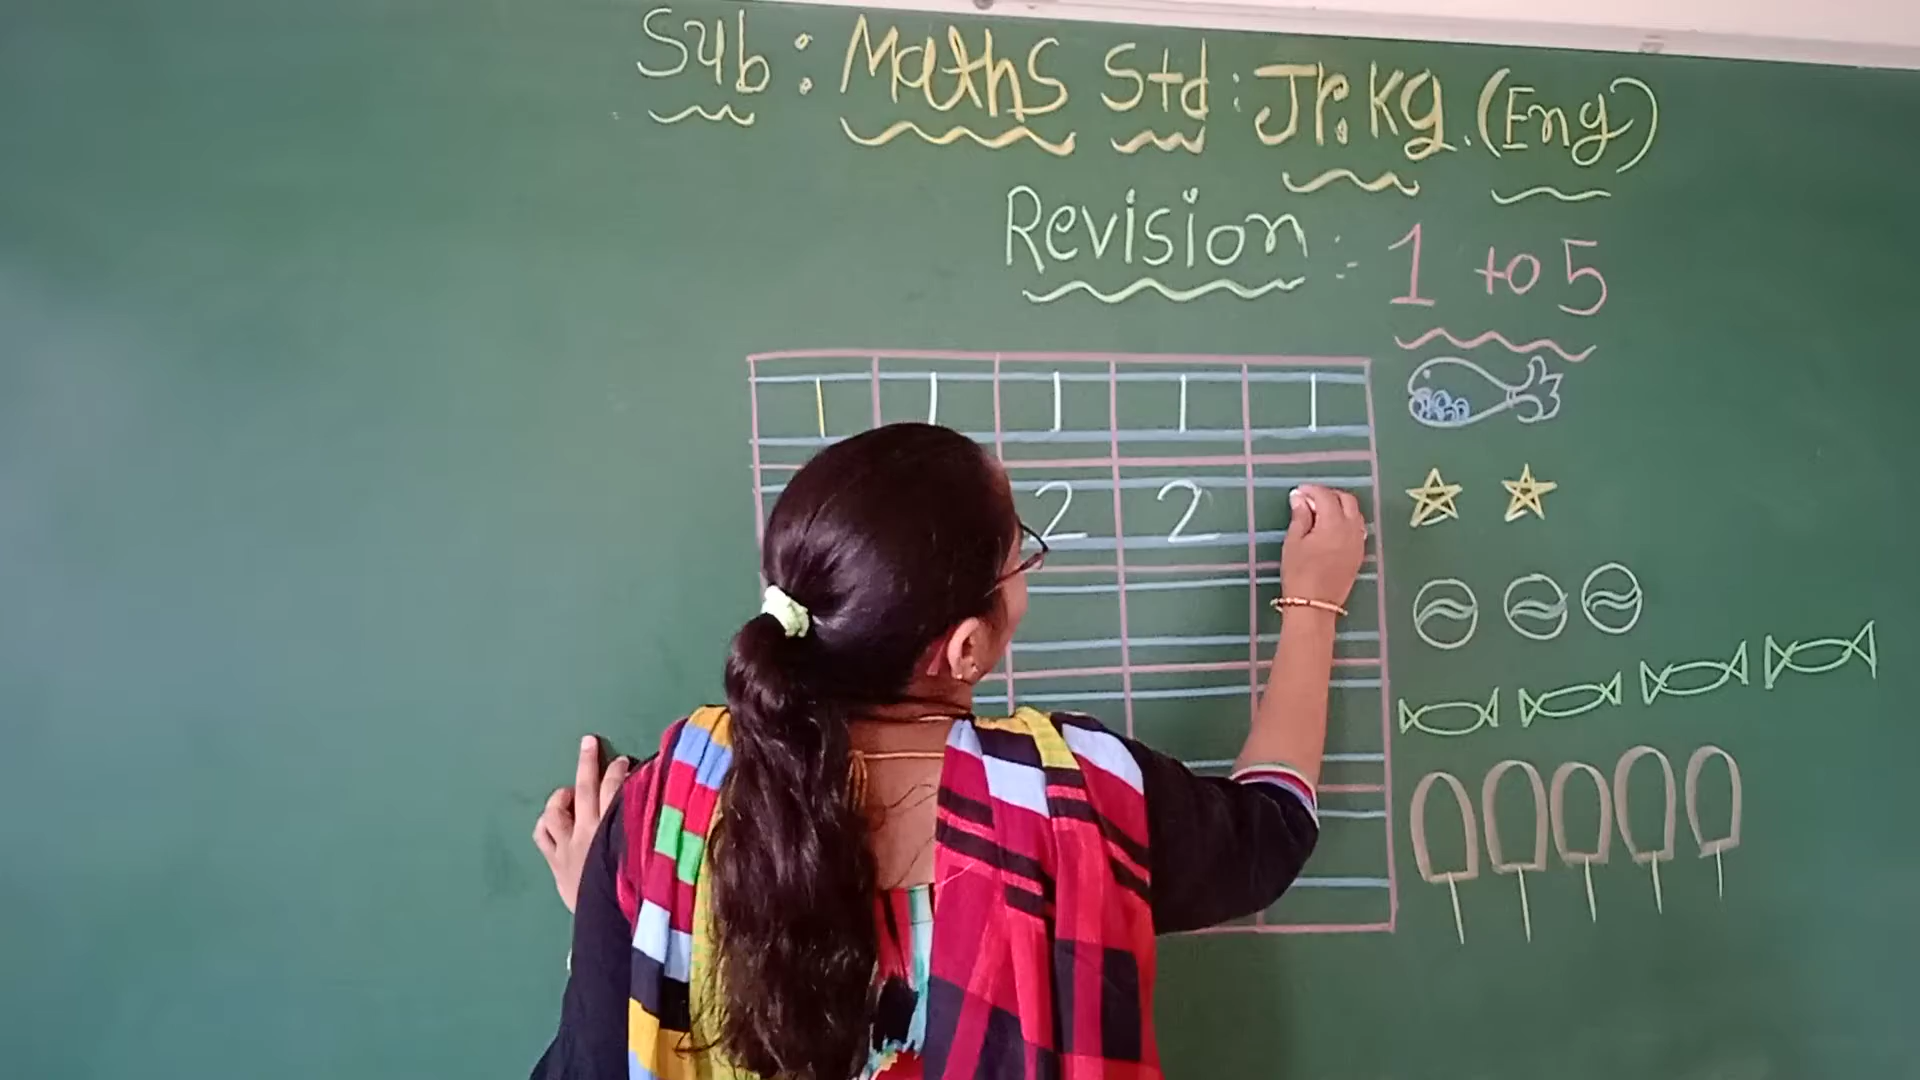 Sub : Maths Std : Jr. Kg. (Eng)
Revision :- 1 to 5
1 1 1 1 1
2 2